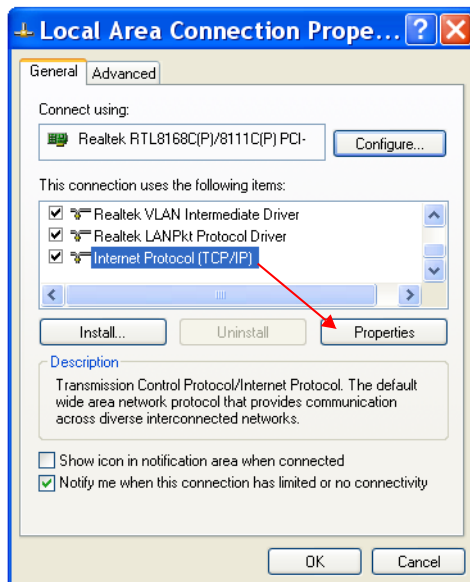 Local Area Connection Prope...
General
Advanced
Connect using:
Realtek RTL8168C(P)/8111C(P) PCI-
Configure...
This connection uses the following items:
Realtek VLAN Intermediate Driver
Realtek LANPkt Protocol Driver
Internet Protocol (TCP/IP)
Install...
Uninstall
Properties
Description
Transmission Control Protocol/Internet Protocol. The default
wide area network protocol that provides communication
across diverse interconnected networks.
Show icon in notification area when connected
Notify me when this connection has limited or no connectivity
OK
Cancel